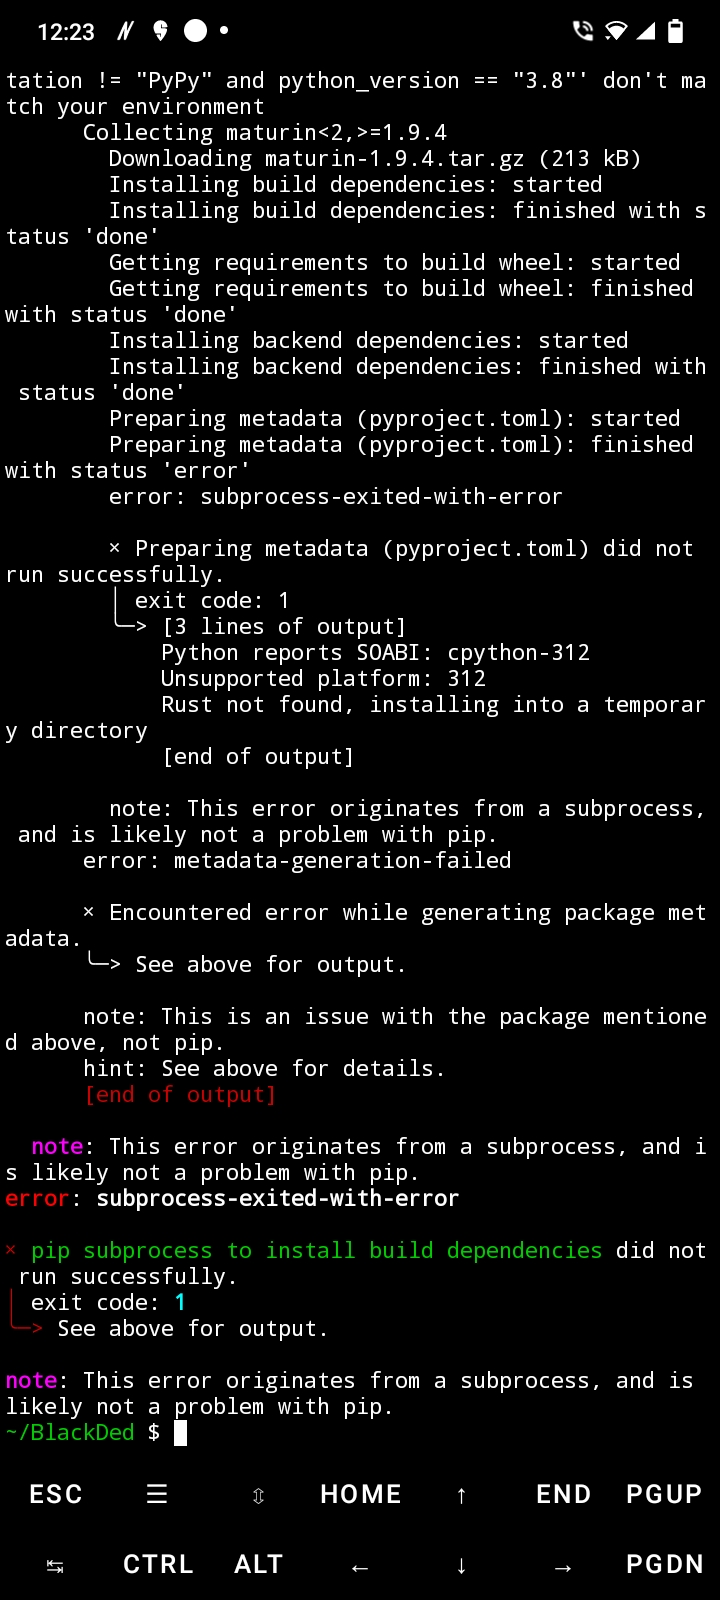 12:23
tation != "PyPy" and python_version == "3.8"' don't ma
tch your environment
Collecting maturin<2,>=1.9.4
Downloading maturin-1.9.4.tar.gz (213 kB)
Installing build dependencies: started
Installing build dependencies: finished with s
tatus 'done'
Getting requirements to build wheel: started
Getting requirements to build wheel: finished
with status 'done'
Installing backend dependencies: started
Installing backend dependencies: finished with
status 'done'
Preparing metadata (pyproject.toml): started
Preparing metadata (pyproject.toml): finished
with status 'error'
error: subprocess-exited-with-error
× Preparing metadata (pyproject.toml) did not
run successfully.
│ exit code: 1
╰─> [3 lines of output]
Python reports SOABI: cpython-312
Unsupported platform: 312
Rust not found, installing into a temporar
y directory
[end of output]
note: This error originates from a subprocess,
and is likely not a problem with pip.
error: metadata-generation-failed
× Encountered error while generating package met
adata.
╰─> See above for output.
note: This is an issue with the package mentione
d above, not pip.
hint: See above for details.
[end of output]
note: This error originates from a subprocess, and i
s likely not a problem with pip.
error: subprocess-exited-with-error
× pip subprocess to install build dependencies did not
run successfully.
│ exit code: 1
╰─> See above for output.
note: This error originates from a subprocess, and is
likely not a problem with pip.
~/BlackDed $
ESC ☰ ⇳ HOME ↑ END PGUP
↹ CTRL ALT ← ↓ → PGDN